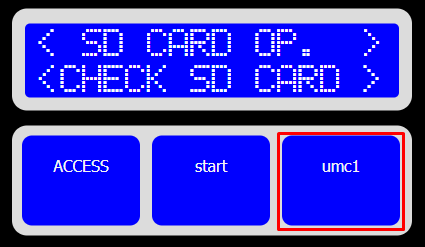 < SD CARD OP. >
<CHECK SD CARD >
ACCESS
start
umc1